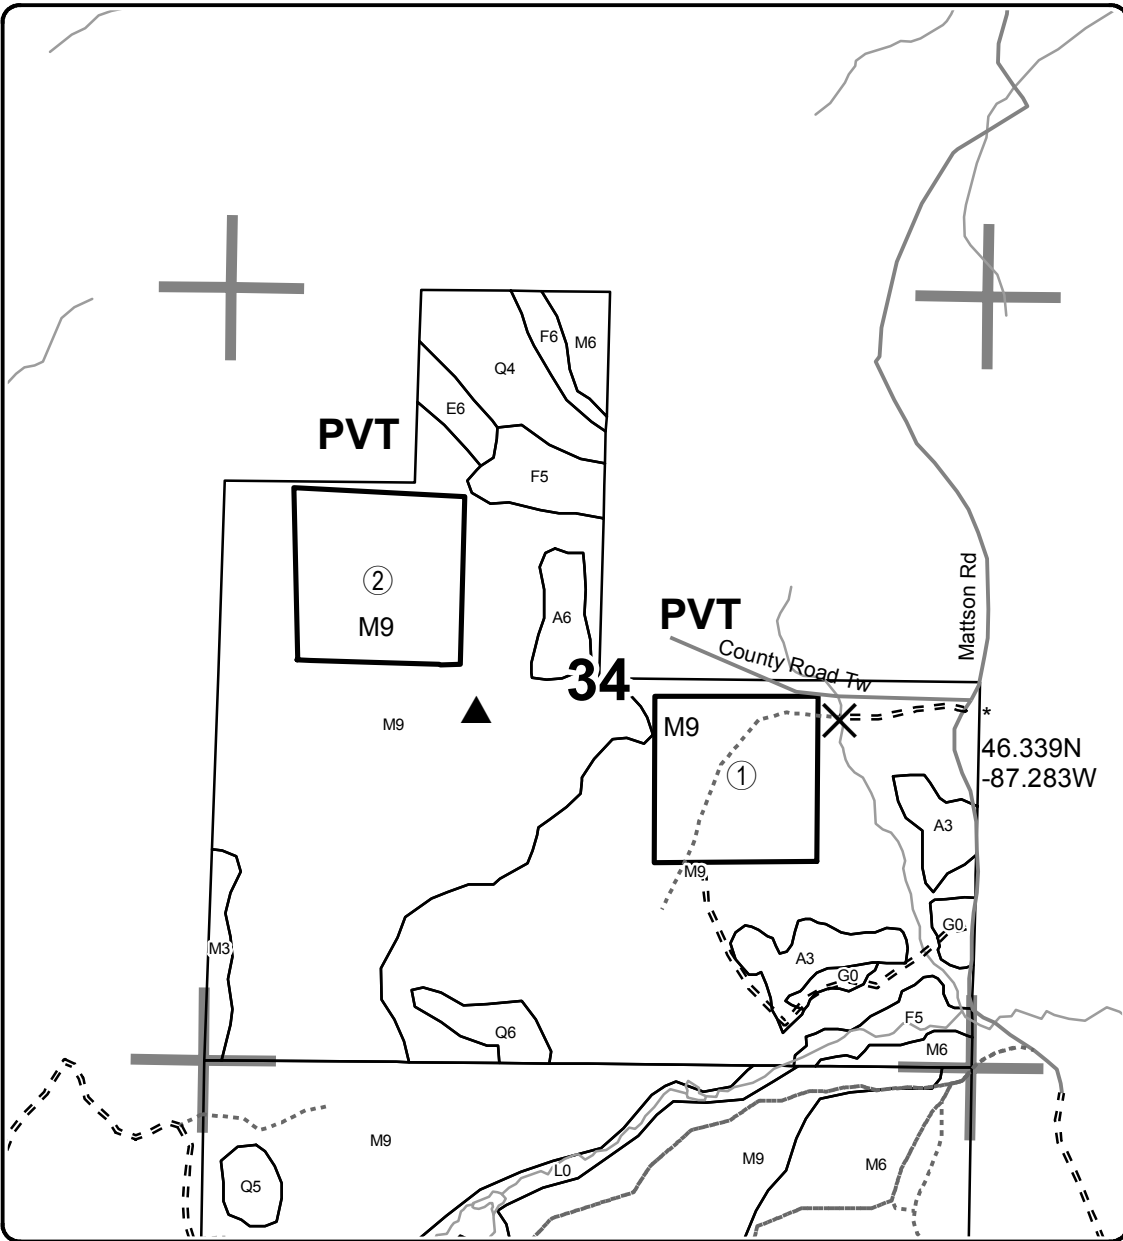 F6
M6
Q4
E6
PVT
F5
②
M9
A6
PVT
Mattson Rd
County Road Tw
34
M9
M9
*
46.339N
-87.283W
①
A3
M9
G0
M3
A3
G0
F5
Q6
M6
M9
M9
M6
L0
Q5